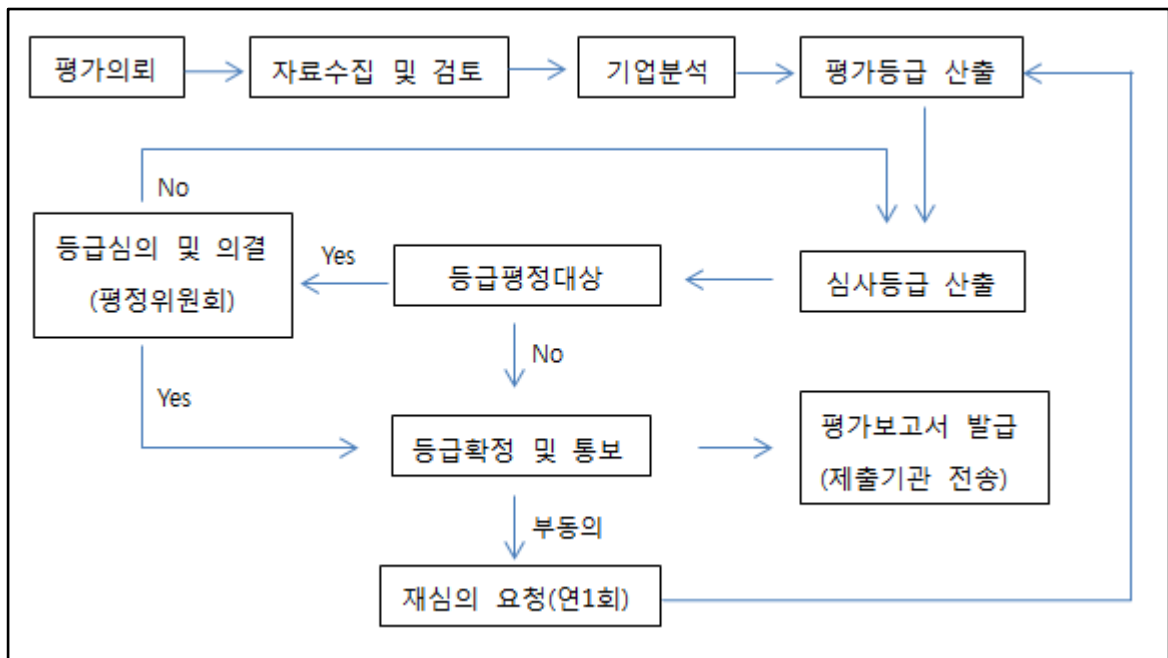 평가의뢰
자료수집 및 검토
기업분석
평가등급 산출
No
등급심의 및 의결
(평정위원회)
Yes
등급평정대상
심사등급 산출
No
Yes
등급확정 및 통보
평가보고서 발급
(제출기관 전송)
부동의
재심의 요청(연1회)